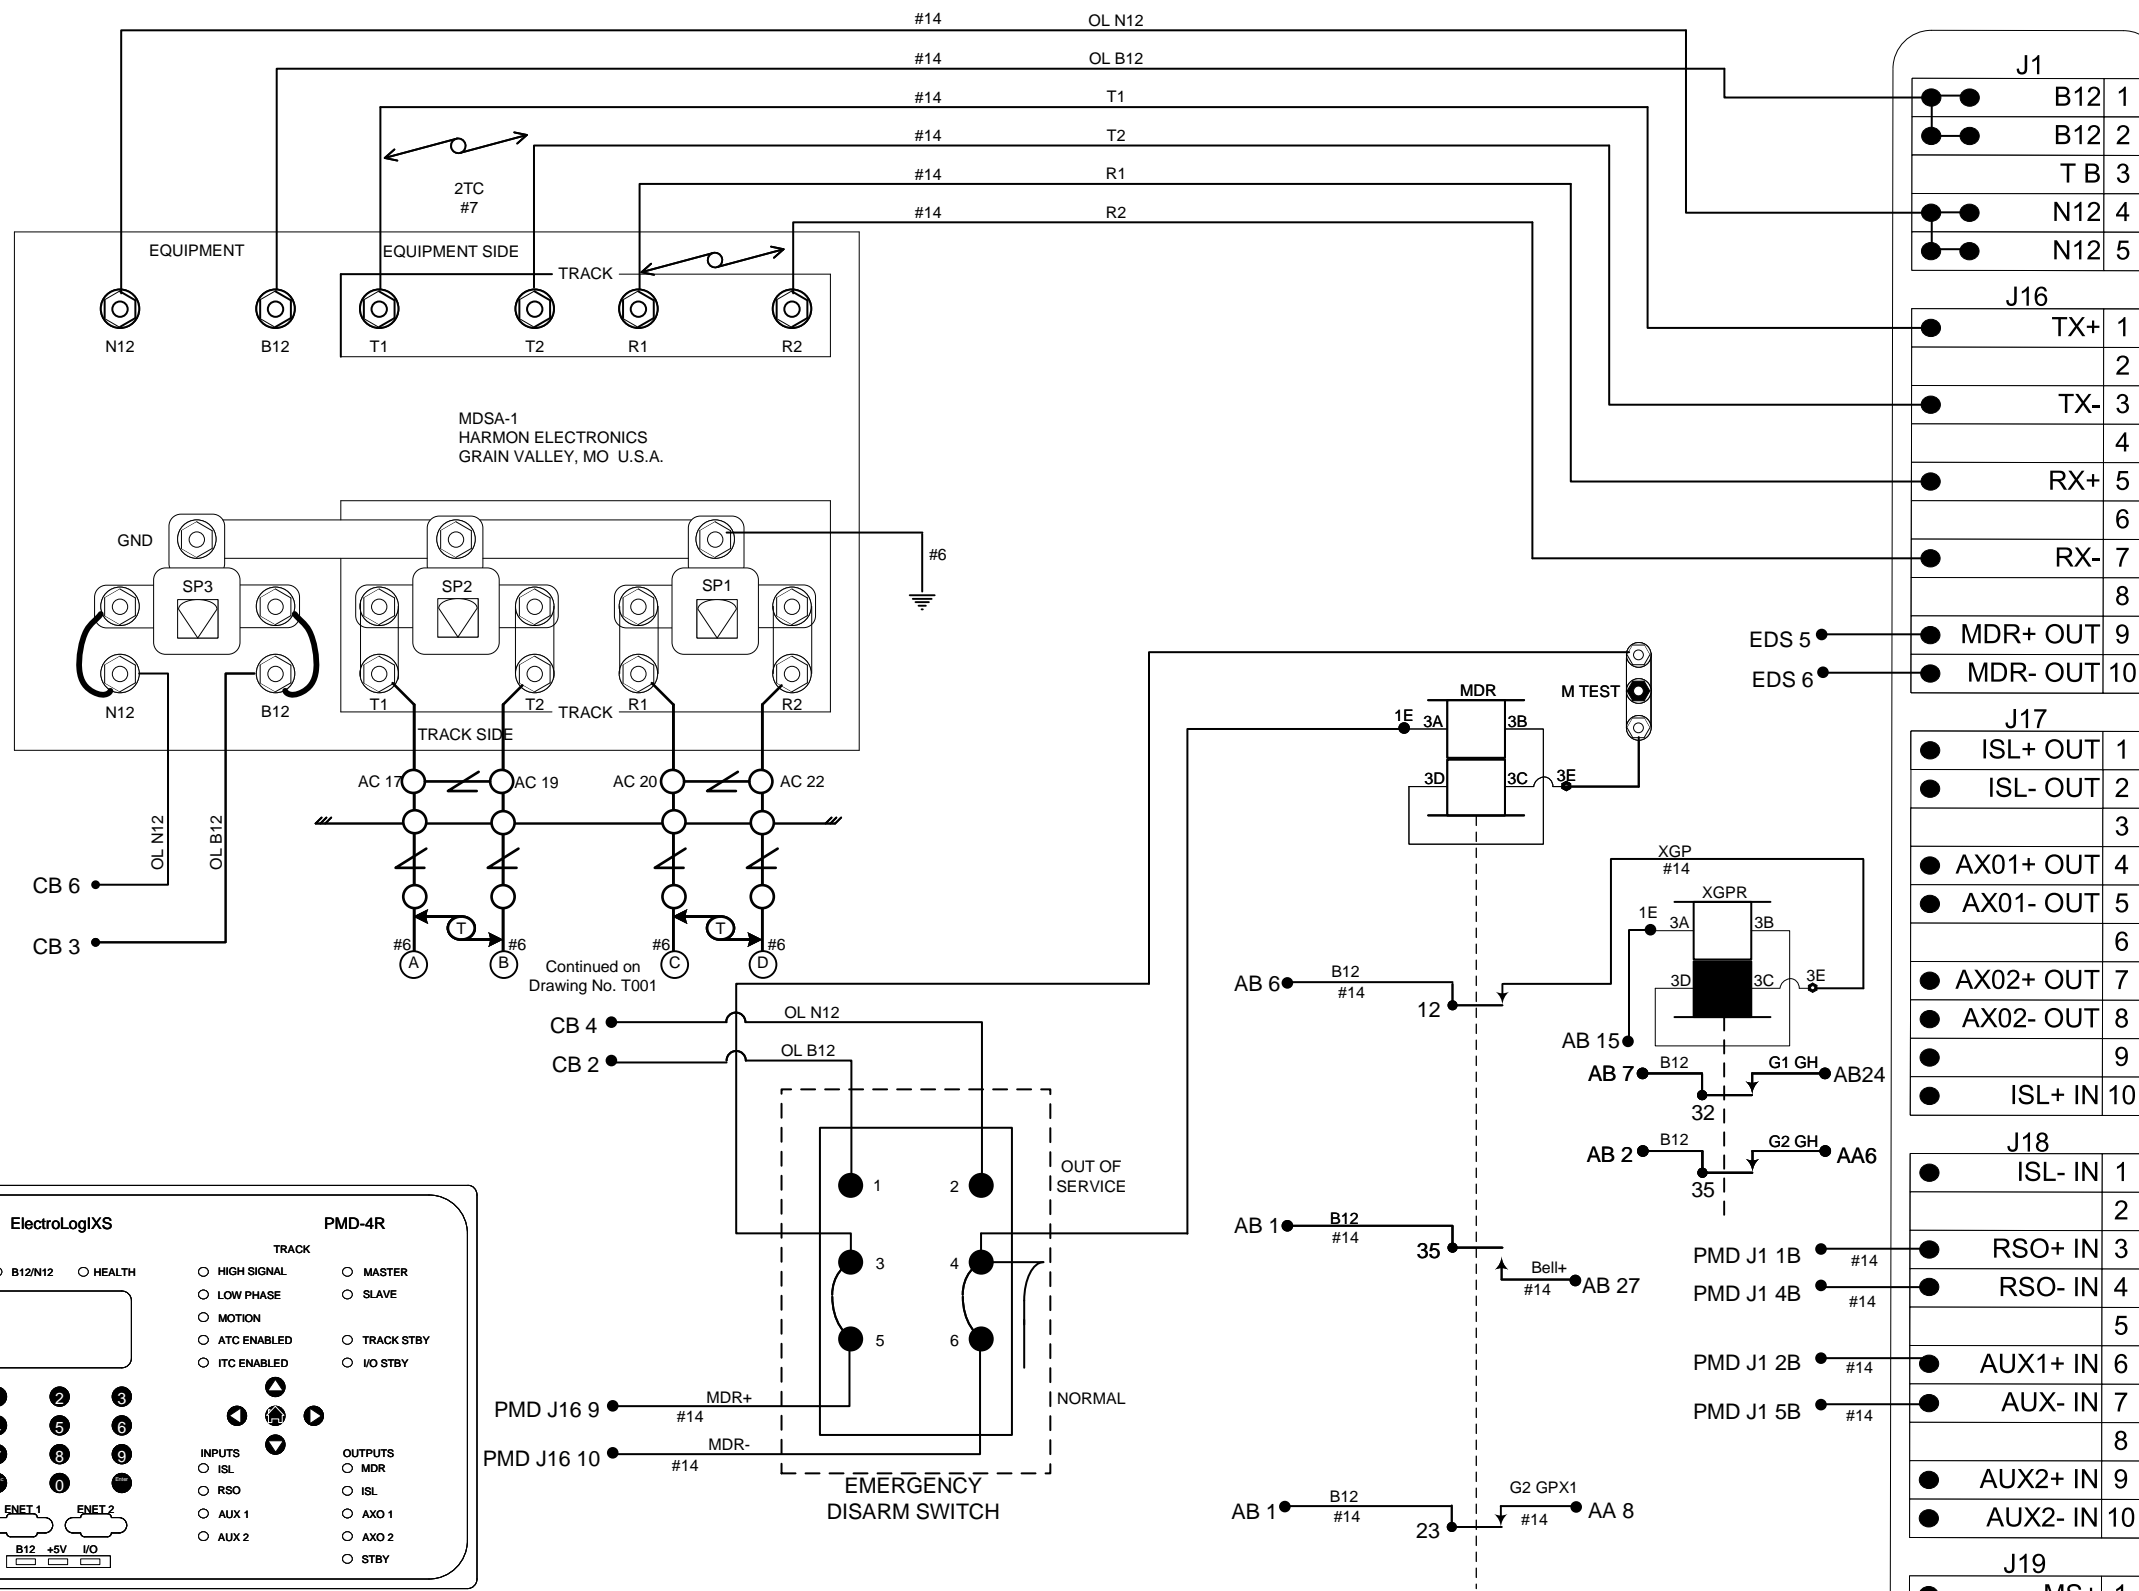 #14 OL N12
#14 OL B12
#14 T1
#14 T2
#14 R1
#14 R2
2TC
#7
EQUIPMENT
EQUIPMENT SIDE
TRACK
N12 B12 T1 T2 R1 R2
MDSA-1
HARMON ELECTRONICS
GRAIN VALLEY, MO U.S.A.
GND
SP3 SP2 SP1
#6
N12 B12 T1 T2 R1 R2
TRACK
TRACK SIDE
AC 17 AC 19 AC 20 AC 22
OL N12
OL B12
CB 6
CB 3
T T
#6 #6 #6 #6
A B C D
Continued on
Drawing No. T001
CB 4 OL N12
CB 2 OL B12
1 2
3 4
5 6
OUT OF
SERVICE
NORMAL
PMD J16 9 MDR+
#14
PMD J16 10 MDR-
#14
EMERGENCY
DISARM SWITCH
MDR
1E 3A 3B
3D 3C 3E
M TEST
XGP
#14
XGPR
1E 3A 3B
3D 3C 3E
AB 6 B12
#14
12
AB 15
AB 7 B12 G1 GH AB24
32
AB 2 B12 G2 GH AA6
35
AB 1 B12
#14
35
Bell+
#14
AB 27
AB 1 B12
#14
23
G2 GPX1
#14
AA 8
EDS 5
EDS 6
PMD J1 1B #14
PMD J1 4B #14
PMD J1 2B #14
PMD J1 5B #14
J1
B12 1
B12 2
T B 3
N12 4
N12 5
J16
TX+ 1
2
TX- 3
4
RX+ 5
6
RX- 7
8
MDR+ OUT 9
MDR- OUT 10
J17
ISL+ OUT 1
ISL- OUT 2
3
AX01+ OUT 4
AX01- OUT 5
6
AX02+ OUT 7
AX02- OUT 8
9
ISL+ IN 10
J18
ISL- IN 1
2
RSO+ IN 3
RSO- IN 4
5
AUX1+ IN 6
AUX- IN 7
8
AUX2+ IN 9
AUX2- IN 10
J19
MS+ 1
ElectroLogIXS PMD-4R
TRACK
B12/N12 HEALTH
HIGH SIGNAL MASTER
LOW PHASE SLAVE
MOTION
ATC ENABLED TRACK STBY
ITC ENABLED I/O STBY
2 3
5 6
8 9
0 Enter
INPUTS OUTPUTS
ISL MDR
RSO ISL
AUX 1 AXO 1
AUX 2 AXO 2
STBY
ENET 1 ENET 2
B12 +5V I/O